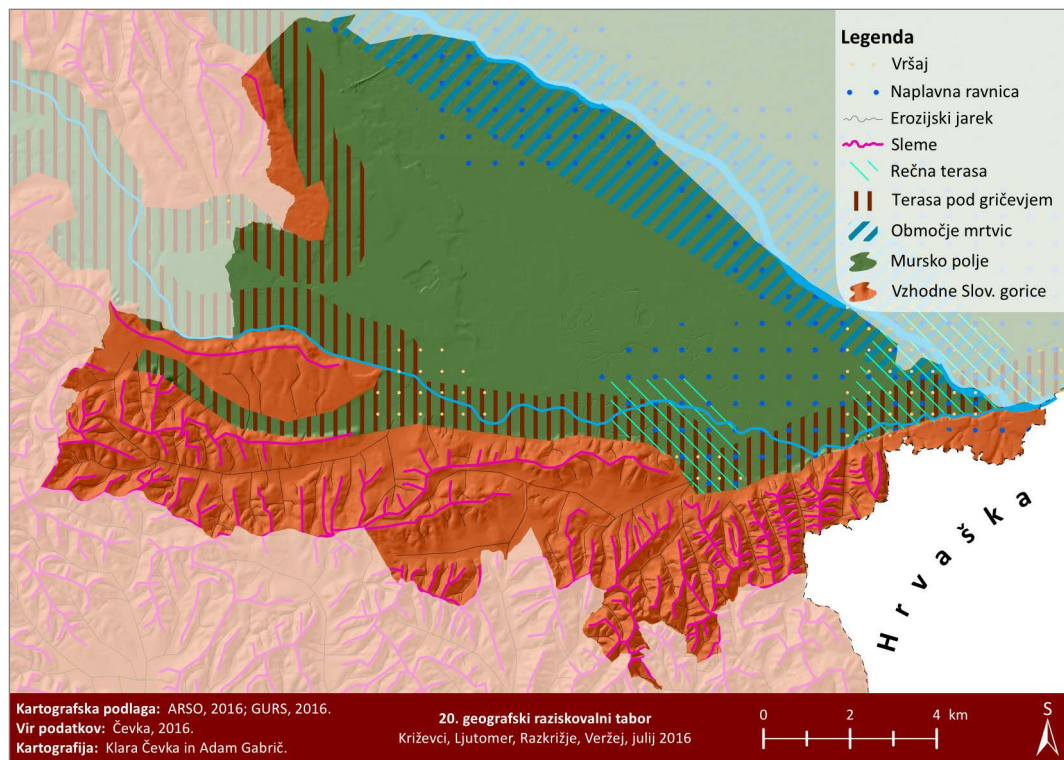 Legenda
Vršaj
Naplavna ravnica
Erozijski jarek
Sleme
Rečna terasa
Terasa pod gričevjem
Območje mrtvic
Mursko polje
Vzhodne Slov. gorice
Hrvaška
Kartografska podlaga: ARSO, 2016; GURS, 2016.
Vir podatkov: Čevka, 2016.
Kartografija: Klara Čevka in Adam Gabrič.
20. geografski raziskovalni tabor
Križevci, Ljutomer, Razkrižje, Veržej, julij 2016
0 2 4 km
S